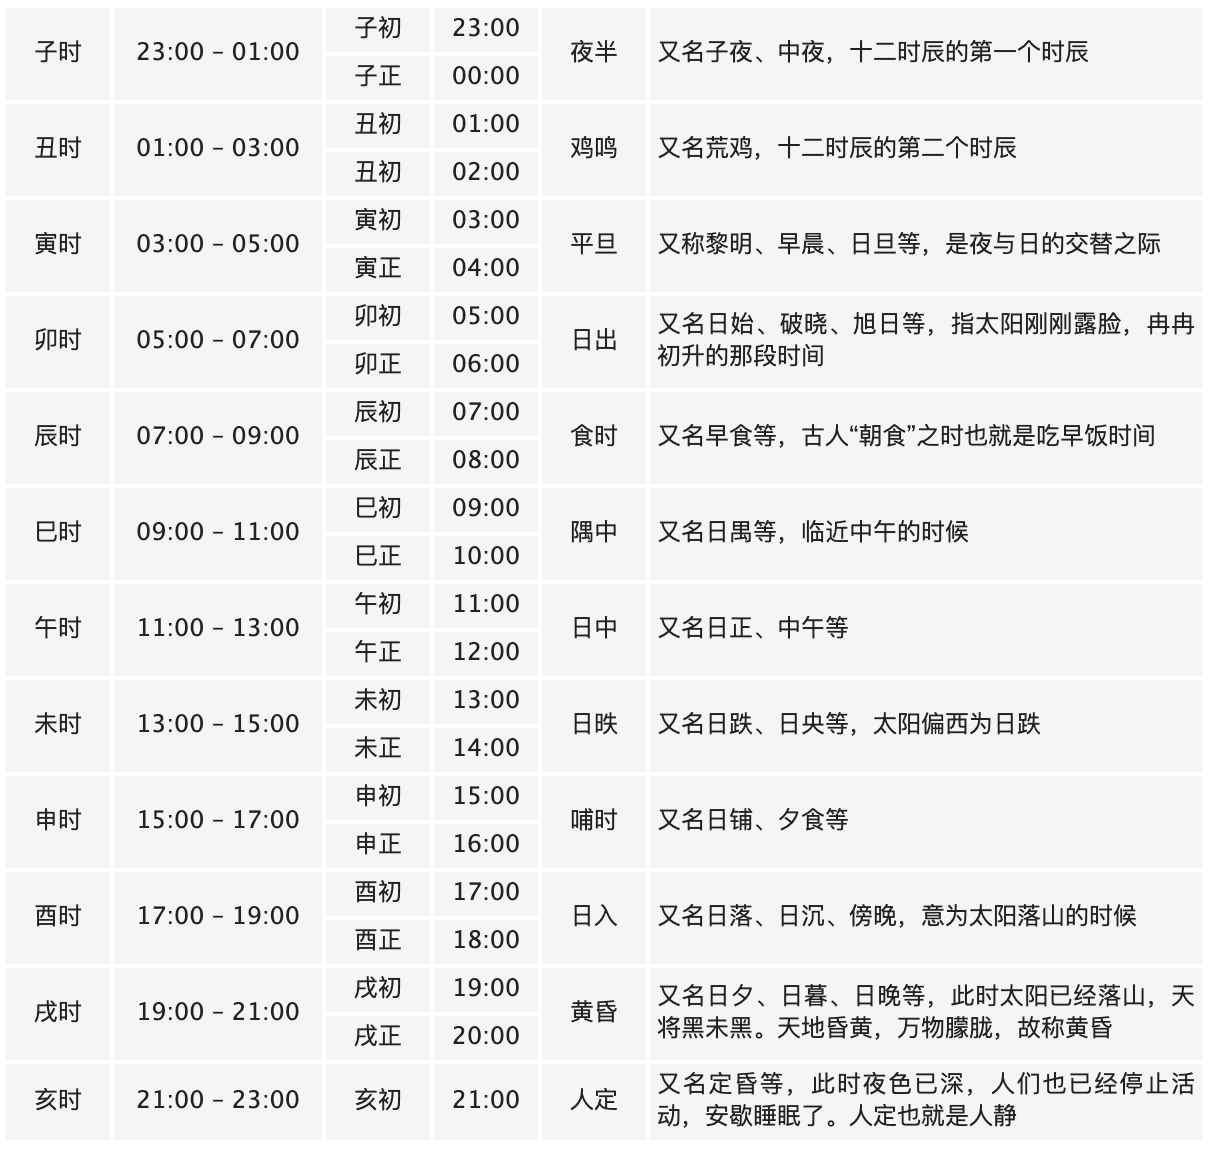 子时 23:00 – 01:00 子初 23:00 夜半 又名子夜、中夜，十二时辰的第一个时辰
子正 00:00
丑时 01:00 – 03:00 丑初 01:00 鸡鸣 又名荒鸡，十二时辰的第二个时辰
丑初 02:00
寅时 03:00 – 05:00 寅初 03:00 平旦 又称黎明、早晨、日旦等，是夜与日的交替之际
寅正 04:00
卯时 05:00 – 07:00 卯初 05:00 日出 又名日始、破晓、旭日等，指太阳刚刚露脸，冉冉
初升的那段时间
卯正 06:00
辰时 07:00 – 09:00 辰初 07:00 食时 又名早食等，古人“朝食”之时也就是吃早饭时间
辰正 08:00
巳时 09:00 – 11:00 巳初 09:00 隅中 又名日禺等，临近中午的时候
巳正 10:00
午时 11:00 – 13:00 午初 11:00 日中 又名日正、中午等
午正 12:00
未时 13:00 – 15:00 未初 13:00 日昳 又名日跌、日央等，太阳偏西为日跌
未正 14:00
申时 15:00 – 17:00 申初 15:00 哺时 又名日铺、夕食等
申正 16:00
酉时 17:00 – 19:00 酉初 17:00 日入 又名日落、日沉、傍晚，意为太阳落山的时候
酉正 18:00
戌时 19:00 – 21:00 戌初 19:00 黄昏 又名日夕、日暮、日晚等，此时太阳已经落山，天
将黑未黑。天地昏黄，万物朦胧，故称黄昏
戌正 20:00
亥时 21:00 – 23:00 亥初 21:00 人定 又名定昏等，此时夜色已深，人们也已经停止活
动，安歇睡眠了。人定也就是人静